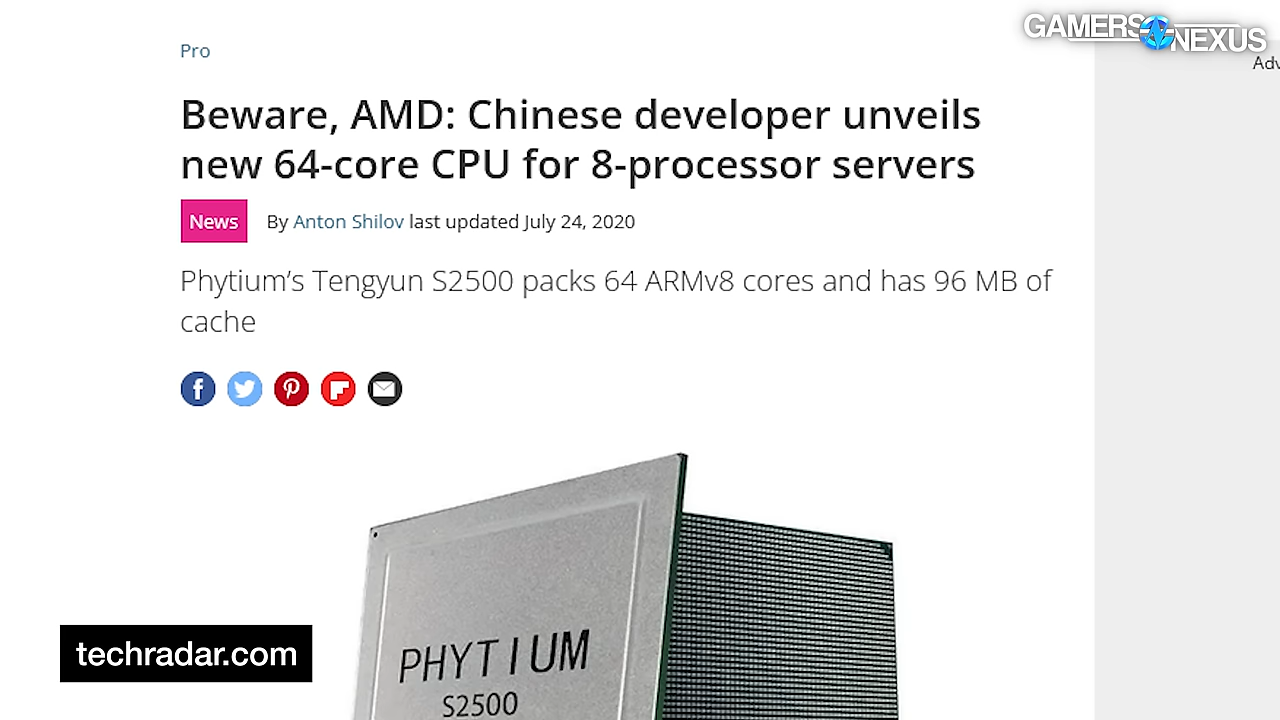 GAMERS NEXUS
Adv
Pro
Beware, AMD: Chinese developer unveils
new 64-core CPU for 8-processor servers
News By Anton Shilov last updated July 24, 2020
Phytium’s Tengyun S2500 packs 64 ARMv8 cores and has 96 MB of
cache
PHYTIUM
S2500
techradar.com